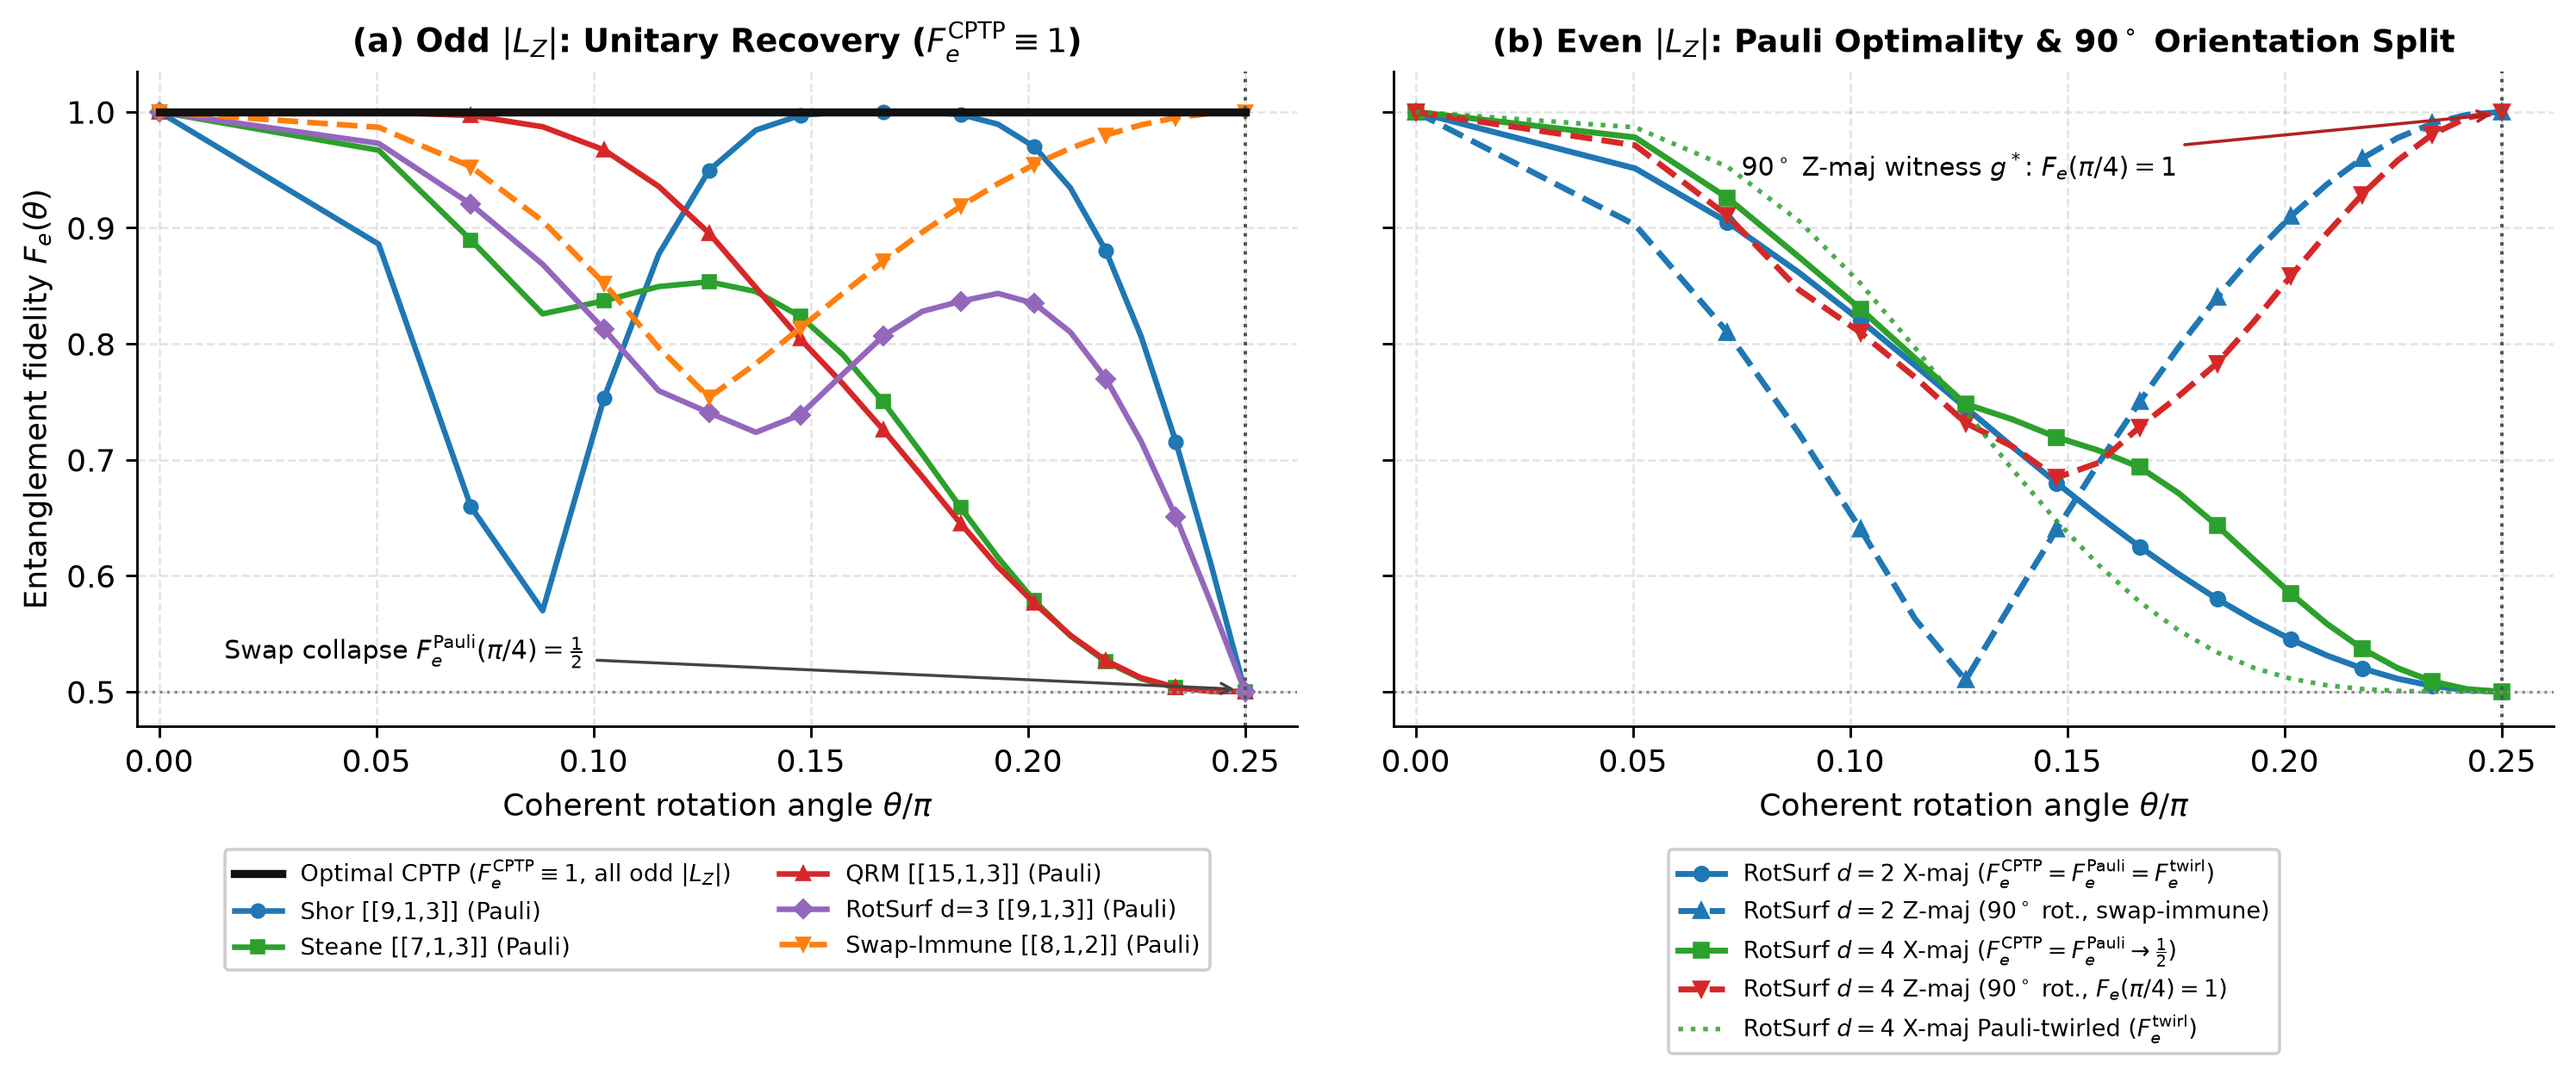 (a) Odd |L_Z|: Unitary Recovery (F_e^CPTP ≡ 1)
Entanglement fidelity F_e(θ)
1.0
0.9
0.8
0.7
0.6
0.5
Swap collapse F_e^Pauli(π/4) = 1/2
0.00 0.05 0.10 0.15 0.20 0.25
Coherent rotation angle θ/π
Optimal CPTP (F_e^CPTP ≡ 1, all odd |L_Z|)
Shor [[9,1,3]] (Pauli)
Steane [[7,1,3]] (Pauli)
QRM [[15,1,3]] (Pauli)
RotSurf d=3 [[9,1,3]] (Pauli)
Swap-Immune [[8,1,2]] (Pauli)
(b) Even |L_Z|: Pauli Optimality & 90° Orientation Split
90° Z-maj witness g*: F_e(π/4) = 1
0.00 0.05 0.10 0.15 0.20 0.25
Coherent rotation angle θ/π
RotSurf d = 2 X-maj (F_e^CPTP = F_e^Pauli = F_e^twirl)
RotSurf d = 2 Z-maj (90° rot., swap-immune)
RotSurf d = 4 X-maj (F_e^CPTP = F_e^Pauli → 1/2)
RotSurf d = 4 Z-maj (90° rot., F_e(π/4) = 1)
RotSurf d = 4 X-maj Pauli-twirled (F_e^twirl)